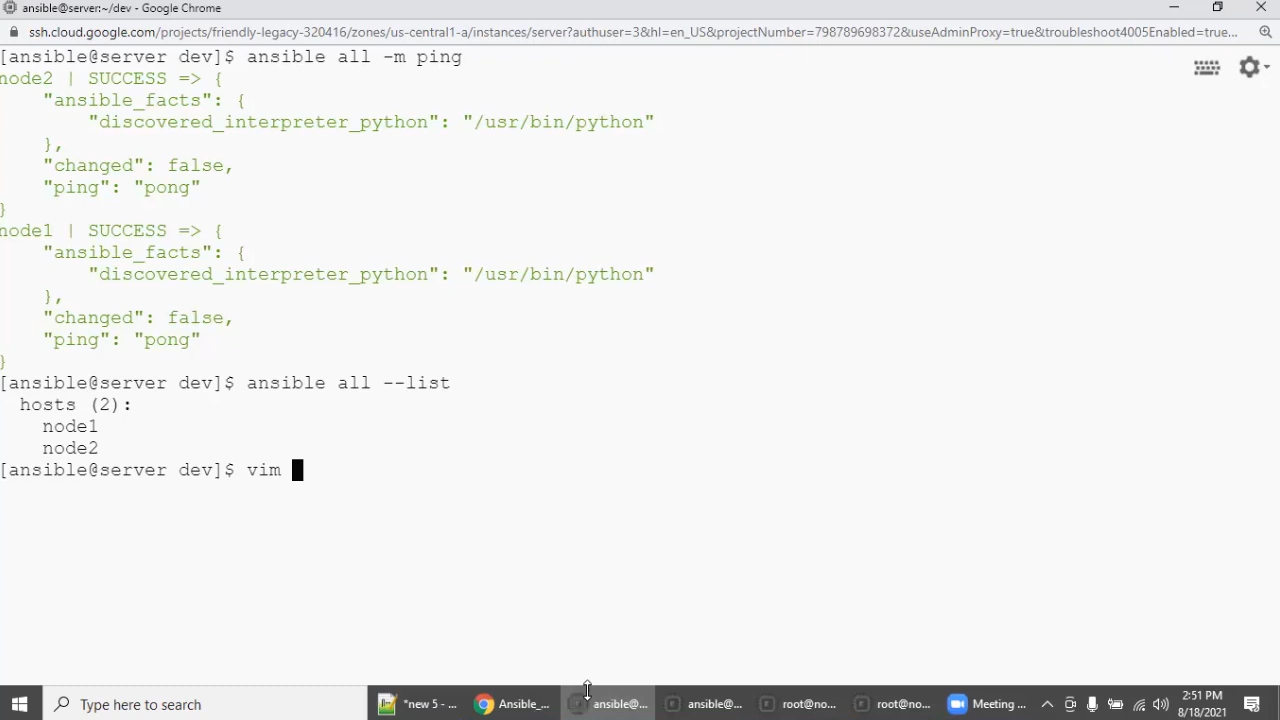 ansible@server:~/dev - Google Chrome
ssh.cloud.google.com/projects/friendly-legacy-320416/zones/us-central1-a/instances/server?authuser=3&hl=en_US&projectNumber=798789698372&useAdminProxy=true&troubleshoot4005Enabled=true...
[ansible@server dev]$ ansible all -m ping
node2 | SUCCESS => {
    "ansible_facts": {
        "discovered_interpreter_python": "/usr/bin/python"
    },
    "changed": false,
    "ping": "pong"
}
node1 | SUCCESS => {
    "ansible_facts": {
        "discovered_interpreter_python": "/usr/bin/python"
    },
    "changed": false,
    "ping": "pong"
}
[ansible@server dev]$ ansible all --list
  hosts (2):
    node1
    node2
[ansible@server dev]$ vim
Type here to search
*new 5 - ...
Ansible_...
ansible@...
ansible@...
root@no...
root@no...
Meeting ...
2:51 PM
8/18/2021